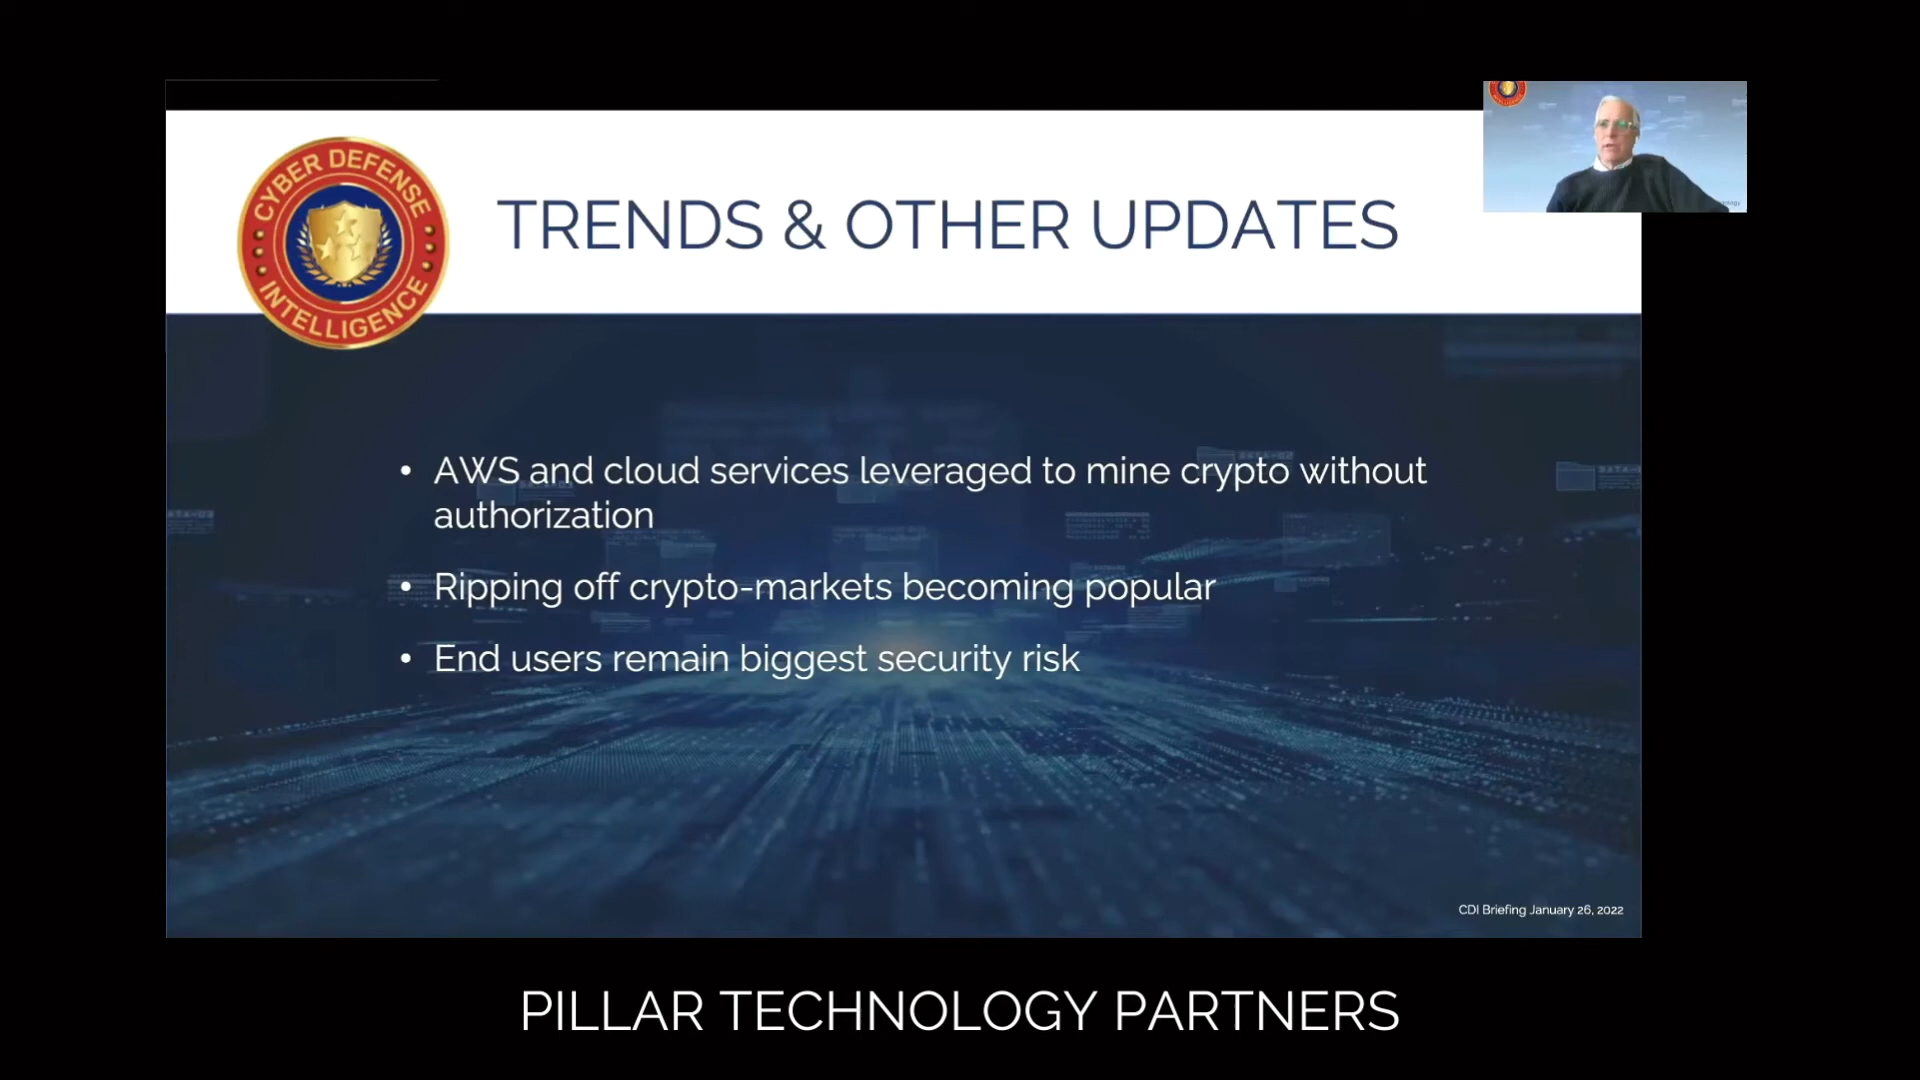 CYBER DEFENSE
INTELLIGENCE
TRENDS & OTHER UPDATES
• AWS and cloud services leveraged to mine crypto without
authorization
• Ripping off crypto-markets becoming popular
• End users remain biggest security risk
CDI Briefing January 26, 2022
PILLAR TECHNOLOGY PARTNERS